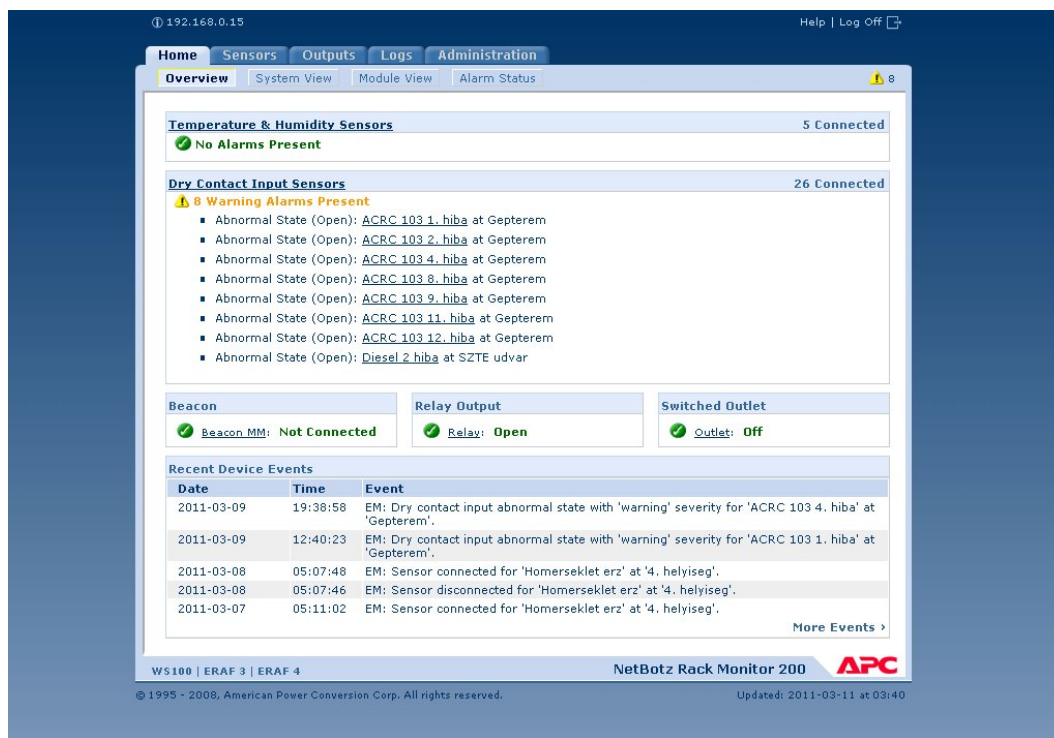 192.168.0.15
Help | Log Off
Home Sensors Outputs Logs Administration
Overview System View Module View Alarm Status 8
Temperature & Humidity Sensors 5 Connected
No Alarms Present
Dry Contact Input Sensors 26 Connected
8 Warning Alarms Present
Abnormal State (Open): ACRC 103 1. hiba at Gepterem
Abnormal State (Open): ACRC 103 2. hiba at Gepterem
Abnormal State (Open): ACRC 103 4. hiba at Gepterem
Abnormal State (Open): ACRC 103 8. hiba at Gepterem
Abnormal State (Open): ACRC 103 9. hiba at Gepterem
Abnormal State (Open): ACRC 103 11. hiba at Gepterem
Abnormal State (Open): ACRC 103 12. hiba at Gepterem
Abnormal State (Open): Diesel 2 hiba at SZTE udvar
Beacon
Beacon MM: Not Connected
Relay Output
Relay: Open
Switched Outlet
Outlet: Off
Recent Device Events
Date Time Event
2011-03-09 19:38:58 EM: Dry contact input abnormal state with 'warning' severity for 'ACRC 103 4. hiba' at
'Gepterem'.
2011-03-09 12:40:23 EM: Dry contact input abnormal state with 'warning' severity for 'ACRC 103 1. hiba' at
'Gepterem'.
2011-03-08 05:07:48 EM: Sensor connected for 'Homerseklet erz' at '4. helyiseg'.
2011-03-08 05:07:46 EM: Sensor disconnected for 'Homerseklet erz' at '4. helyiseg'.
2011-03-07 05:11:02 EM: Sensor connected for 'Homerseklet erz' at '4. helyiseg'.
More Events ›
WS100 | ERAF 3 | ERAF 4
NetBotz Rack Monitor 200
APC
© 1995 - 2008, American Power Conversion Corp. All rights reserved.
Updated: 2011-03-11 at 03:40